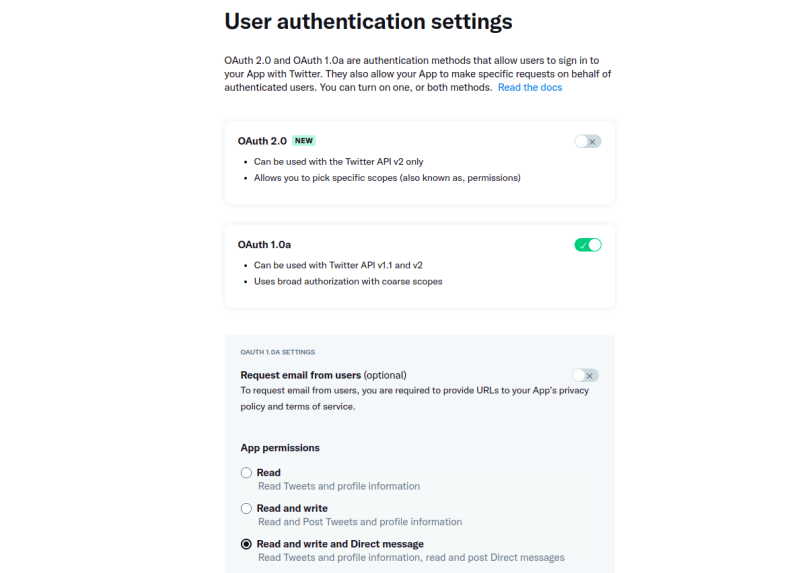 User authentication settings
OAuth 2.0 and OAuth 1.0a are authentication methods that allow users to sign in to
your App with Twitter. They also allow your App to make specific requests on behalf of
authenticated users. You can turn on one, or both methods. Read the docs
OAuth 2.0 NEW
• Can be used with the Twitter API v2 only
• Allows you to pick specific scopes (also known as, permissions)
OAuth 1.0a
• Can be used with Twitter API v1.1 and v2
• Uses broad authorization with coarse scopes
OAUTH 1.0A SETTINGS
Request email from users (optional)
To request email from users, you are required to provide URLs to your App's privacy
policy and terms of service.
App permissions
Read
Read Tweets and profile information
Read and write
Read and Post Tweets and profile information
Read and write and Direct message
Read Tweets and profile information, read and post Direct messages